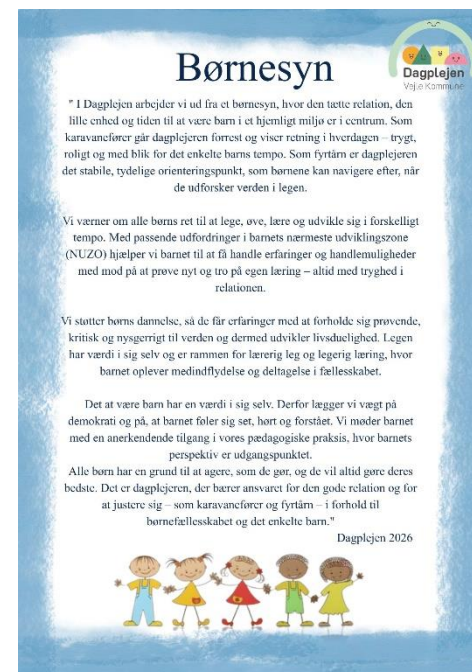 Børnesyn
Dagplejen
Vejle Kommune
" I Dagplejen arbejder vi ud fra et børnesyn, hvor den tætte relation, den
lille enhed og tiden til at være barn i et hjemligt miljø er i centrum. Som
karavanefører går dagplejeren forrest og viser retning i hverdagen – trygt,
roligt og med blik for det enkelte barns tempo. Som fyrtårn er dagplejeren
det stabile, tydelige orienteringspunkt, som børnene kan navigere efter, når
de udforsker verden i legen.
Vi værner om alle børns ret til at lege, øve, lære og udvikle sig i forskelligt
tempo. Med passende udfordringer i barnets nærmeste udviklingszone
(NUZO) hjælper vi barnet til at få handle erfaringer og handlemuligheder
med mod på at prøve nyt og tro på egen læring – altid med tryghed i
relationen.
Vi støtter børns dannelse, så de får erfaringer med at forholde sig prøvende,
kritisk og nysgerrigt til verden og dermed udvikler livsduelighed. Legen
har værdi i sig selv og er rammen for lærerig leg og legerig læring, hvor
barnet oplever medindflydelse og deltagelse i fællesskabet.
Det at være barn har en værdi i sig selv. Derfor lægger vi vægt på
demokrati og på, at barnet føler sig set, hørt og forstået. Vi møder barnet
med en anerkendende tilgang i vores pædagogiske praksis, hvor barnets
perspektiv er udgangspunktet.
Alle børn har en grund til at agere, som de gør, og de vil altid gøre deres
bedste. Det er dagplejeren, der bærer ansvaret for den gode relation og for
at justere sig – som karavanefører og fyrtårn – i forhold til
børnefællesskabet og det enkelte barn."
Dagplejen 2026